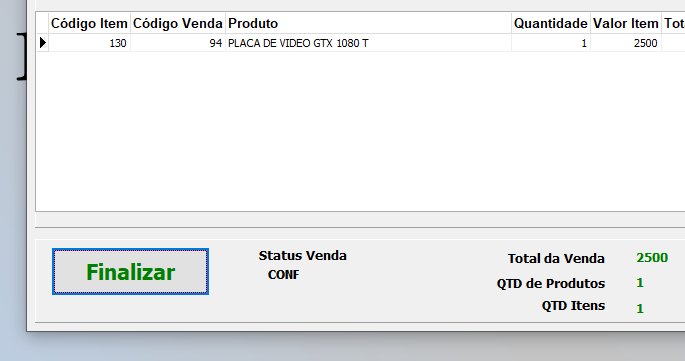 Código Item Código Venda Produto Quantidade Valor Item Tota
130 94 PLACA DE VIDEO GTX 1080 T 1 2500
Finalizar
Status Venda
CONF
Total da Venda 2500
QTD de Produtos 1
QTD Itens 1